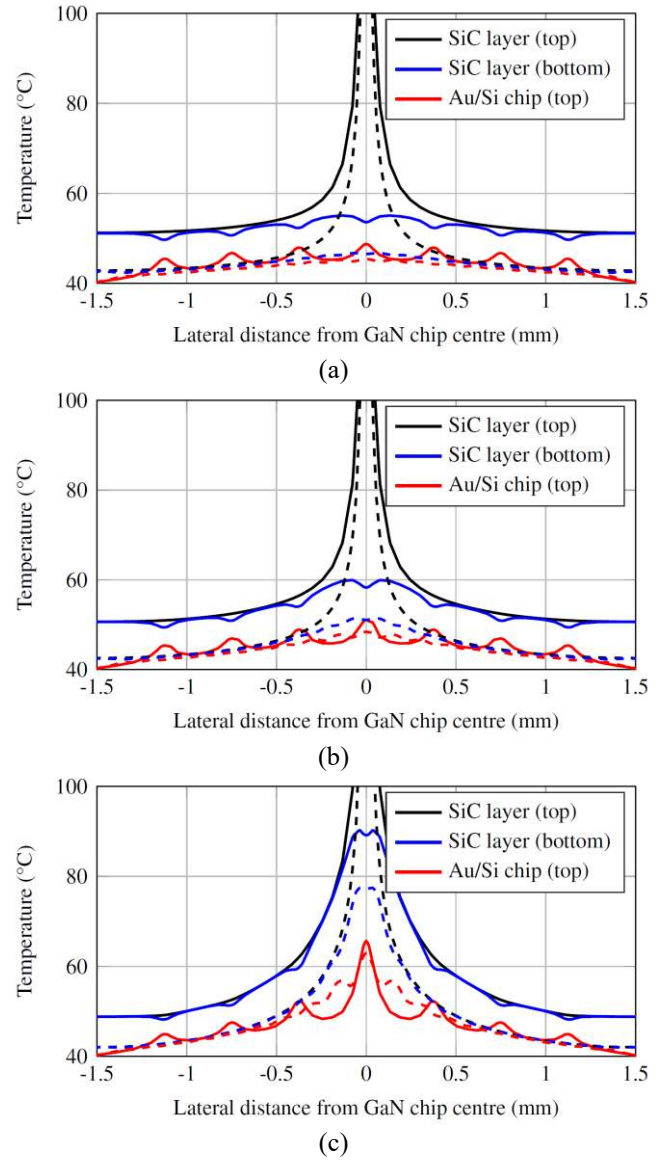 100
80
60
40
Temperature (°C)
SiC layer (top)
SiC layer (bottom)
Au/Si chip (top)
-1.5 -1 -0.5 0 0.5 1 1.5
Lateral distance from GaN chip centre (mm)
(a)
100
80
60
40
Temperature (°C)
SiC layer (top)
SiC layer (bottom)
Au/Si chip (top)
-1.5 -1 -0.5 0 0.5 1 1.5
Lateral distance from GaN chip centre (mm)
(b)
100
80
60
40
Temperature (°C)
SiC layer (top)
SiC layer (bottom)
Au/Si chip (top)
-1.5 -1 -0.5 0 0.5 1 1.5
Lateral distance from GaN chip centre (mm)
(c)